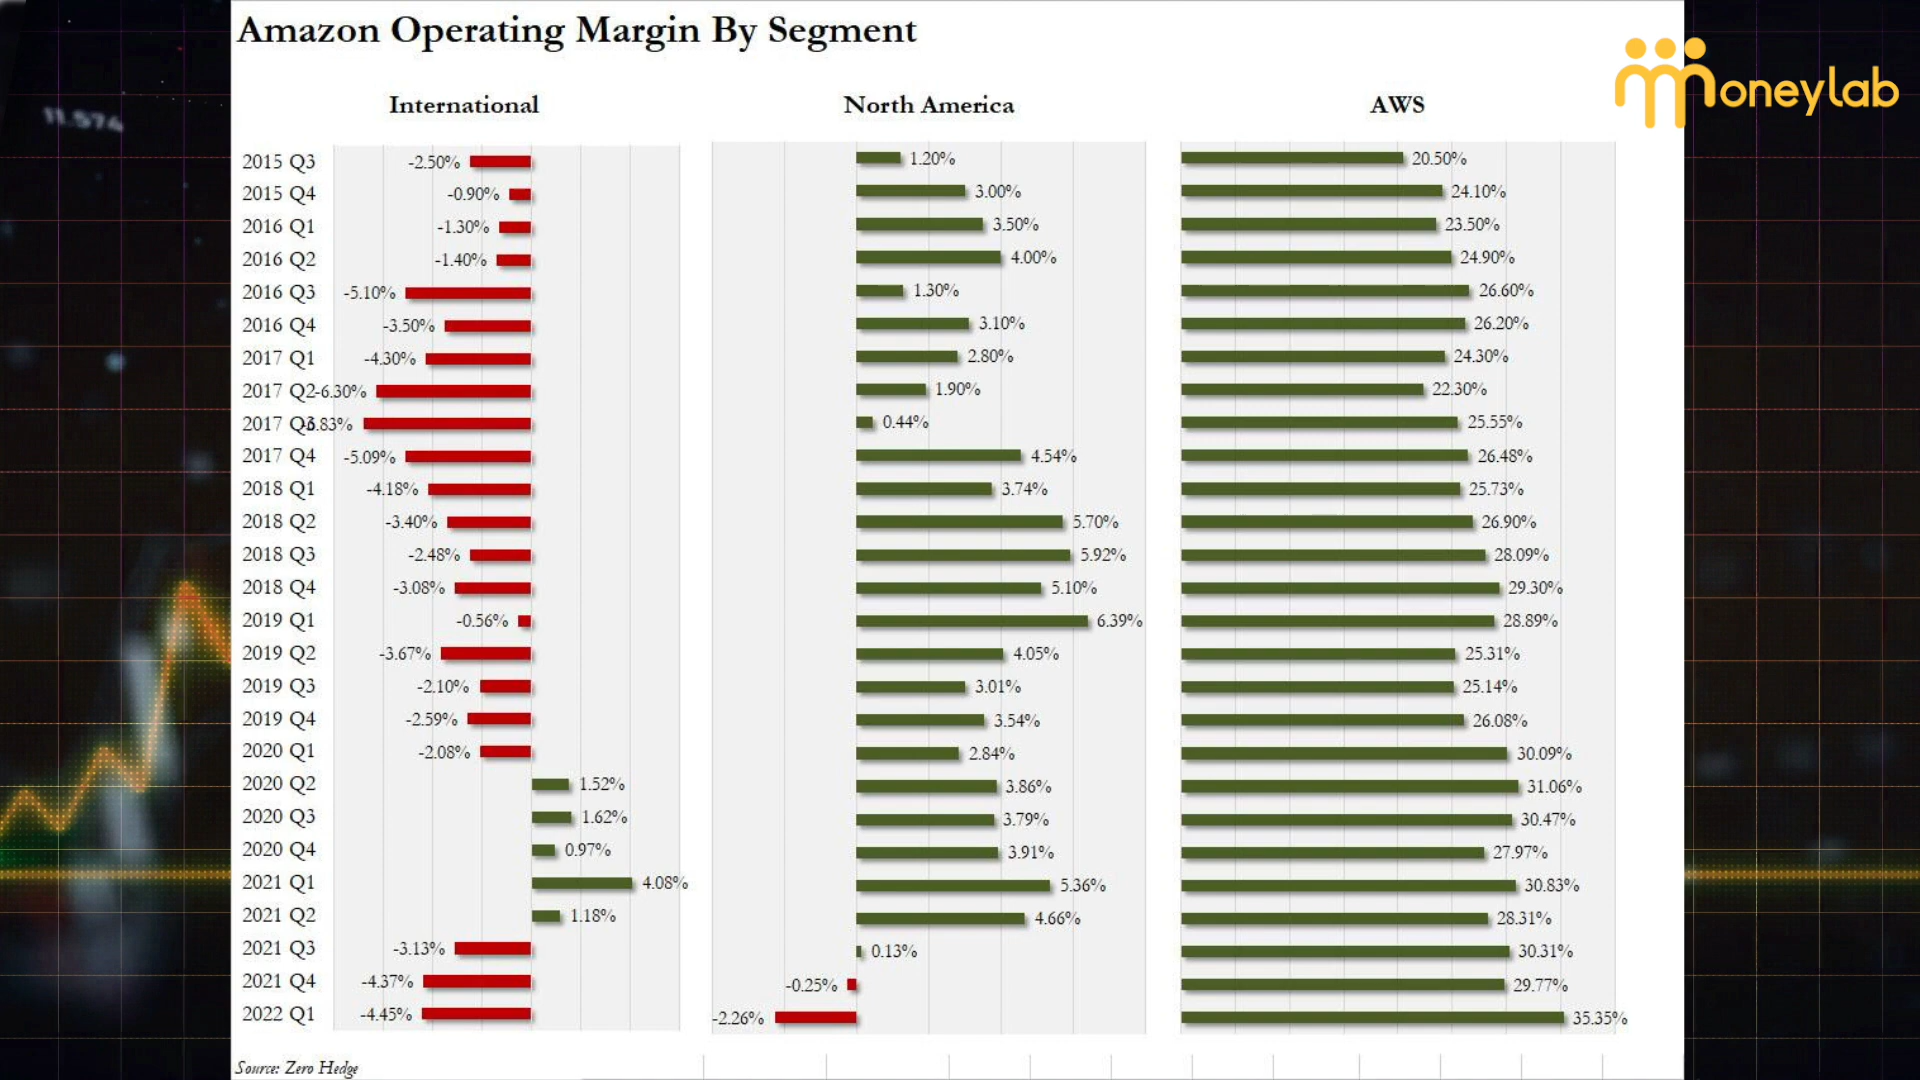 Amazon Operating Margin By Segment
moneylab
International North America AWS
2015 Q3 -2.50% 1.20% 20.50%
2015 Q4 -0.90% 3.00% 24.10%
2016 Q1 -1.30% 3.50% 23.50%
2016 Q2 -1.40% 4.00% 24.90%
2016 Q3 -5.10% 1.30% 26.60%
2016 Q4 -3.50% 3.10% 26.20%
2017 Q1 -4.30% 2.80% 24.30%
2017 Q2 -6.30% 1.90% 22.30%
2017 Q3 -6.83% 0.44% 25.55%
2017 Q4 -5.09% 4.54% 26.48%
2018 Q1 -4.18% 3.74% 25.73%
2018 Q2 -3.40% 5.70% 26.90%
2018 Q3 -2.48% 5.92% 28.09%
2018 Q4 -3.08% 5.10% 29.30%
2019 Q1 -0.56% 6.39% 28.89%
2019 Q2 -3.67% 4.05% 25.31%
2019 Q3 -2.10% 3.01% 25.14%
2019 Q4 -2.59% 3.54% 26.08%
2020 Q1 -2.08% 2.84% 30.09%
2020 Q2 1.52% 3.86% 31.06%
2020 Q3 1.62% 3.79% 30.47%
2020 Q4 0.97% 3.91% 27.97%
2021 Q1 4.08% 5.36% 30.83%
2021 Q2 1.18% 4.66% 28.31%
2021 Q3 -3.13% 0.13% 30.31%
2021 Q4 -4.37% -0.25% 29.77%
2022 Q1 -4.45% -2.26% 35.35%
Source: Zero Hedge
11.574